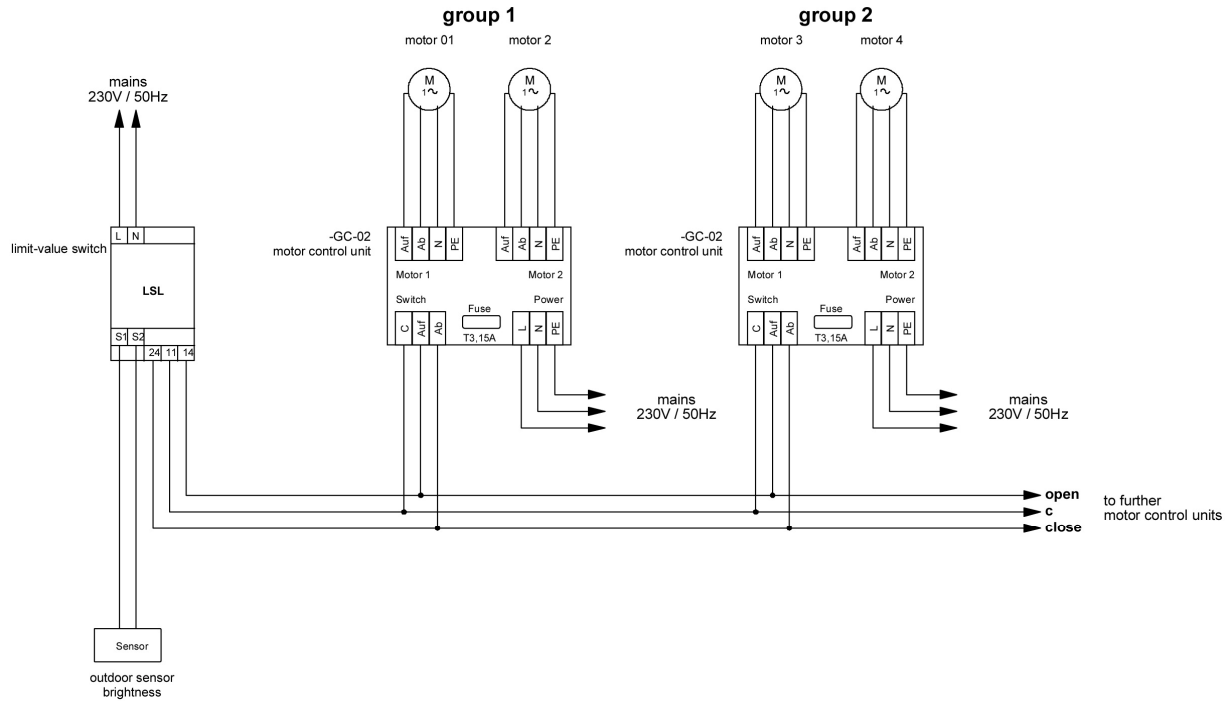 group 1
group 2
motor 01
motor 2
motor 3
motor 4
M
1~
M
1~
M
1~
M
1~
mains
230V / 50Hz
L N
limit-value switch
LSL
S1 S2
24 11 14
-GC-02
motor control unit
Auf Ab N PE
Auf Ab N PE
Motor 1
Motor 2
Switch
Power
Fuse
T3,15A
C Auf Ab
L N PE
mains
230V / 50Hz
-GC-02
motor control unit
Auf Ab N PE
Auf Ab N PE
Motor 1
Motor 2
Switch
Power
Fuse
T3,15A
C Auf Ab
L N PE
mains
230V / 50Hz
open
c
close
to further
motor control units
Sensor
outdoor sensor
brightness